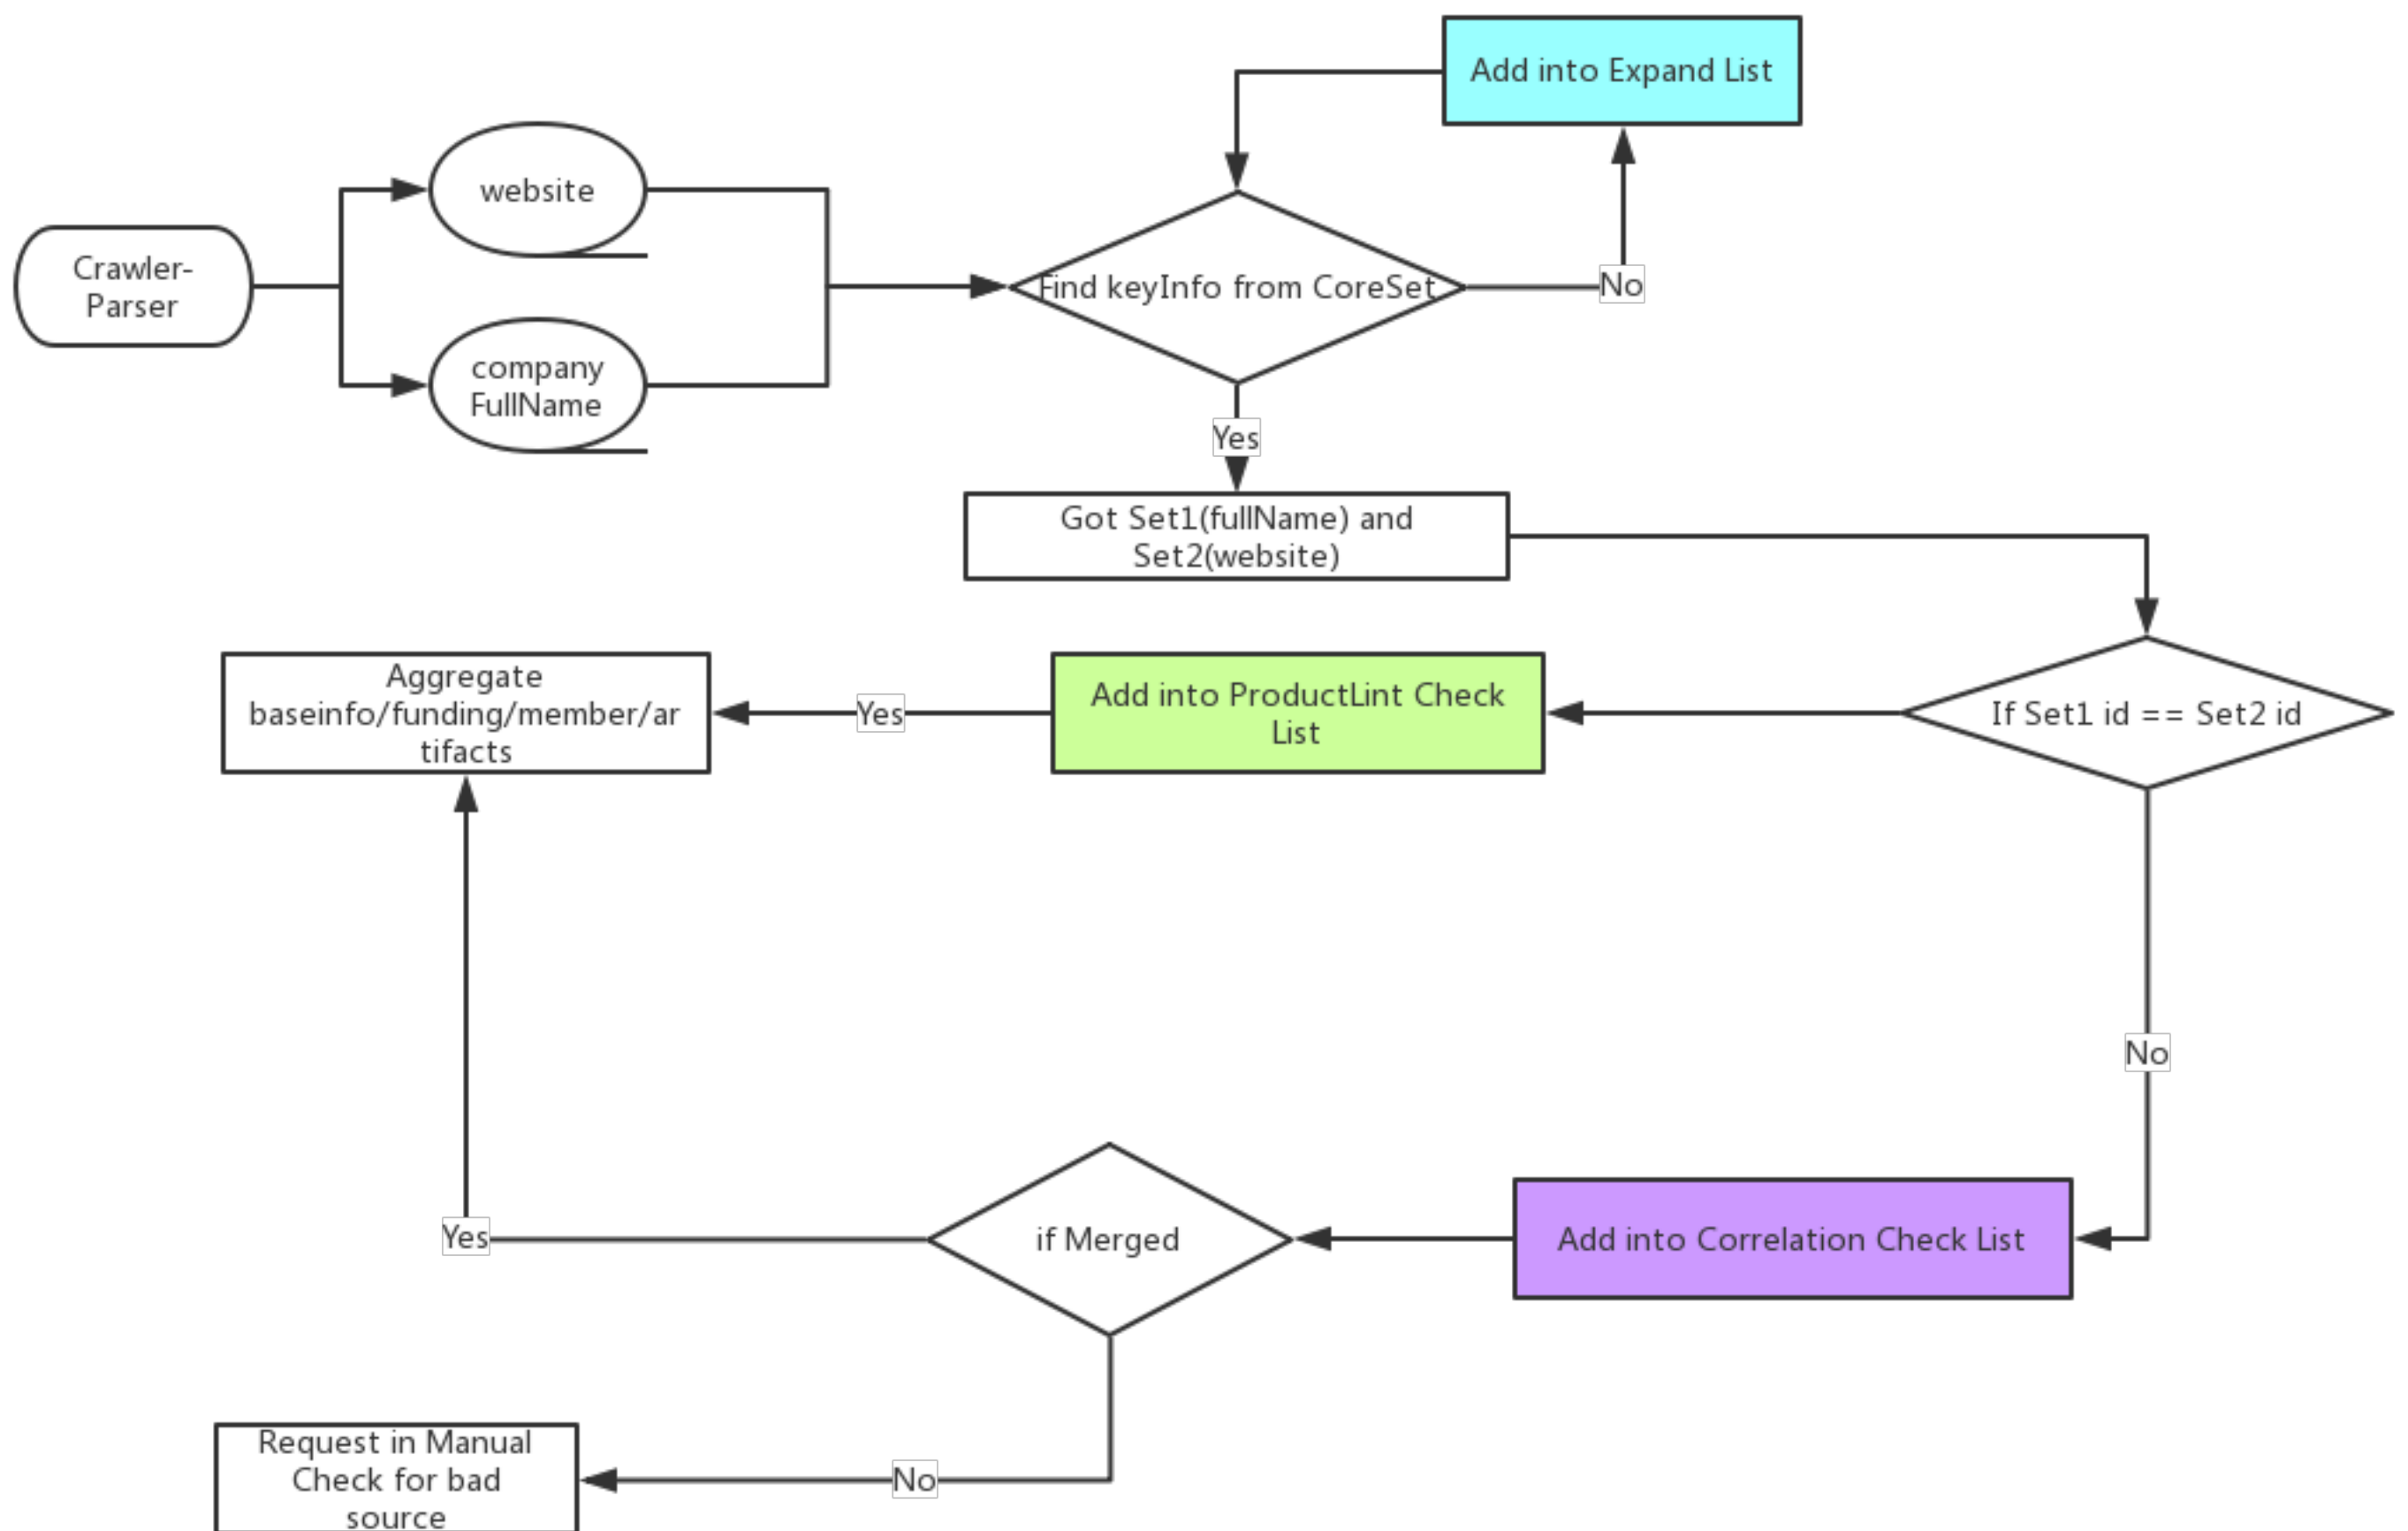 Add into Expand List
website
Crawler-
Parser
company
FullName
Find keyInfo from CoreSet
No
Yes
Got Set1(fullName) and
Set2(website)
Aggregate
baseinfo/funding/member/ar
tifacts
Yes
Add into ProductLint Check
List
If Set1 id == Set2 id
No
Yes
if Merged
Add into Correlation Check List
Request in Manual
Check for bad
source
No